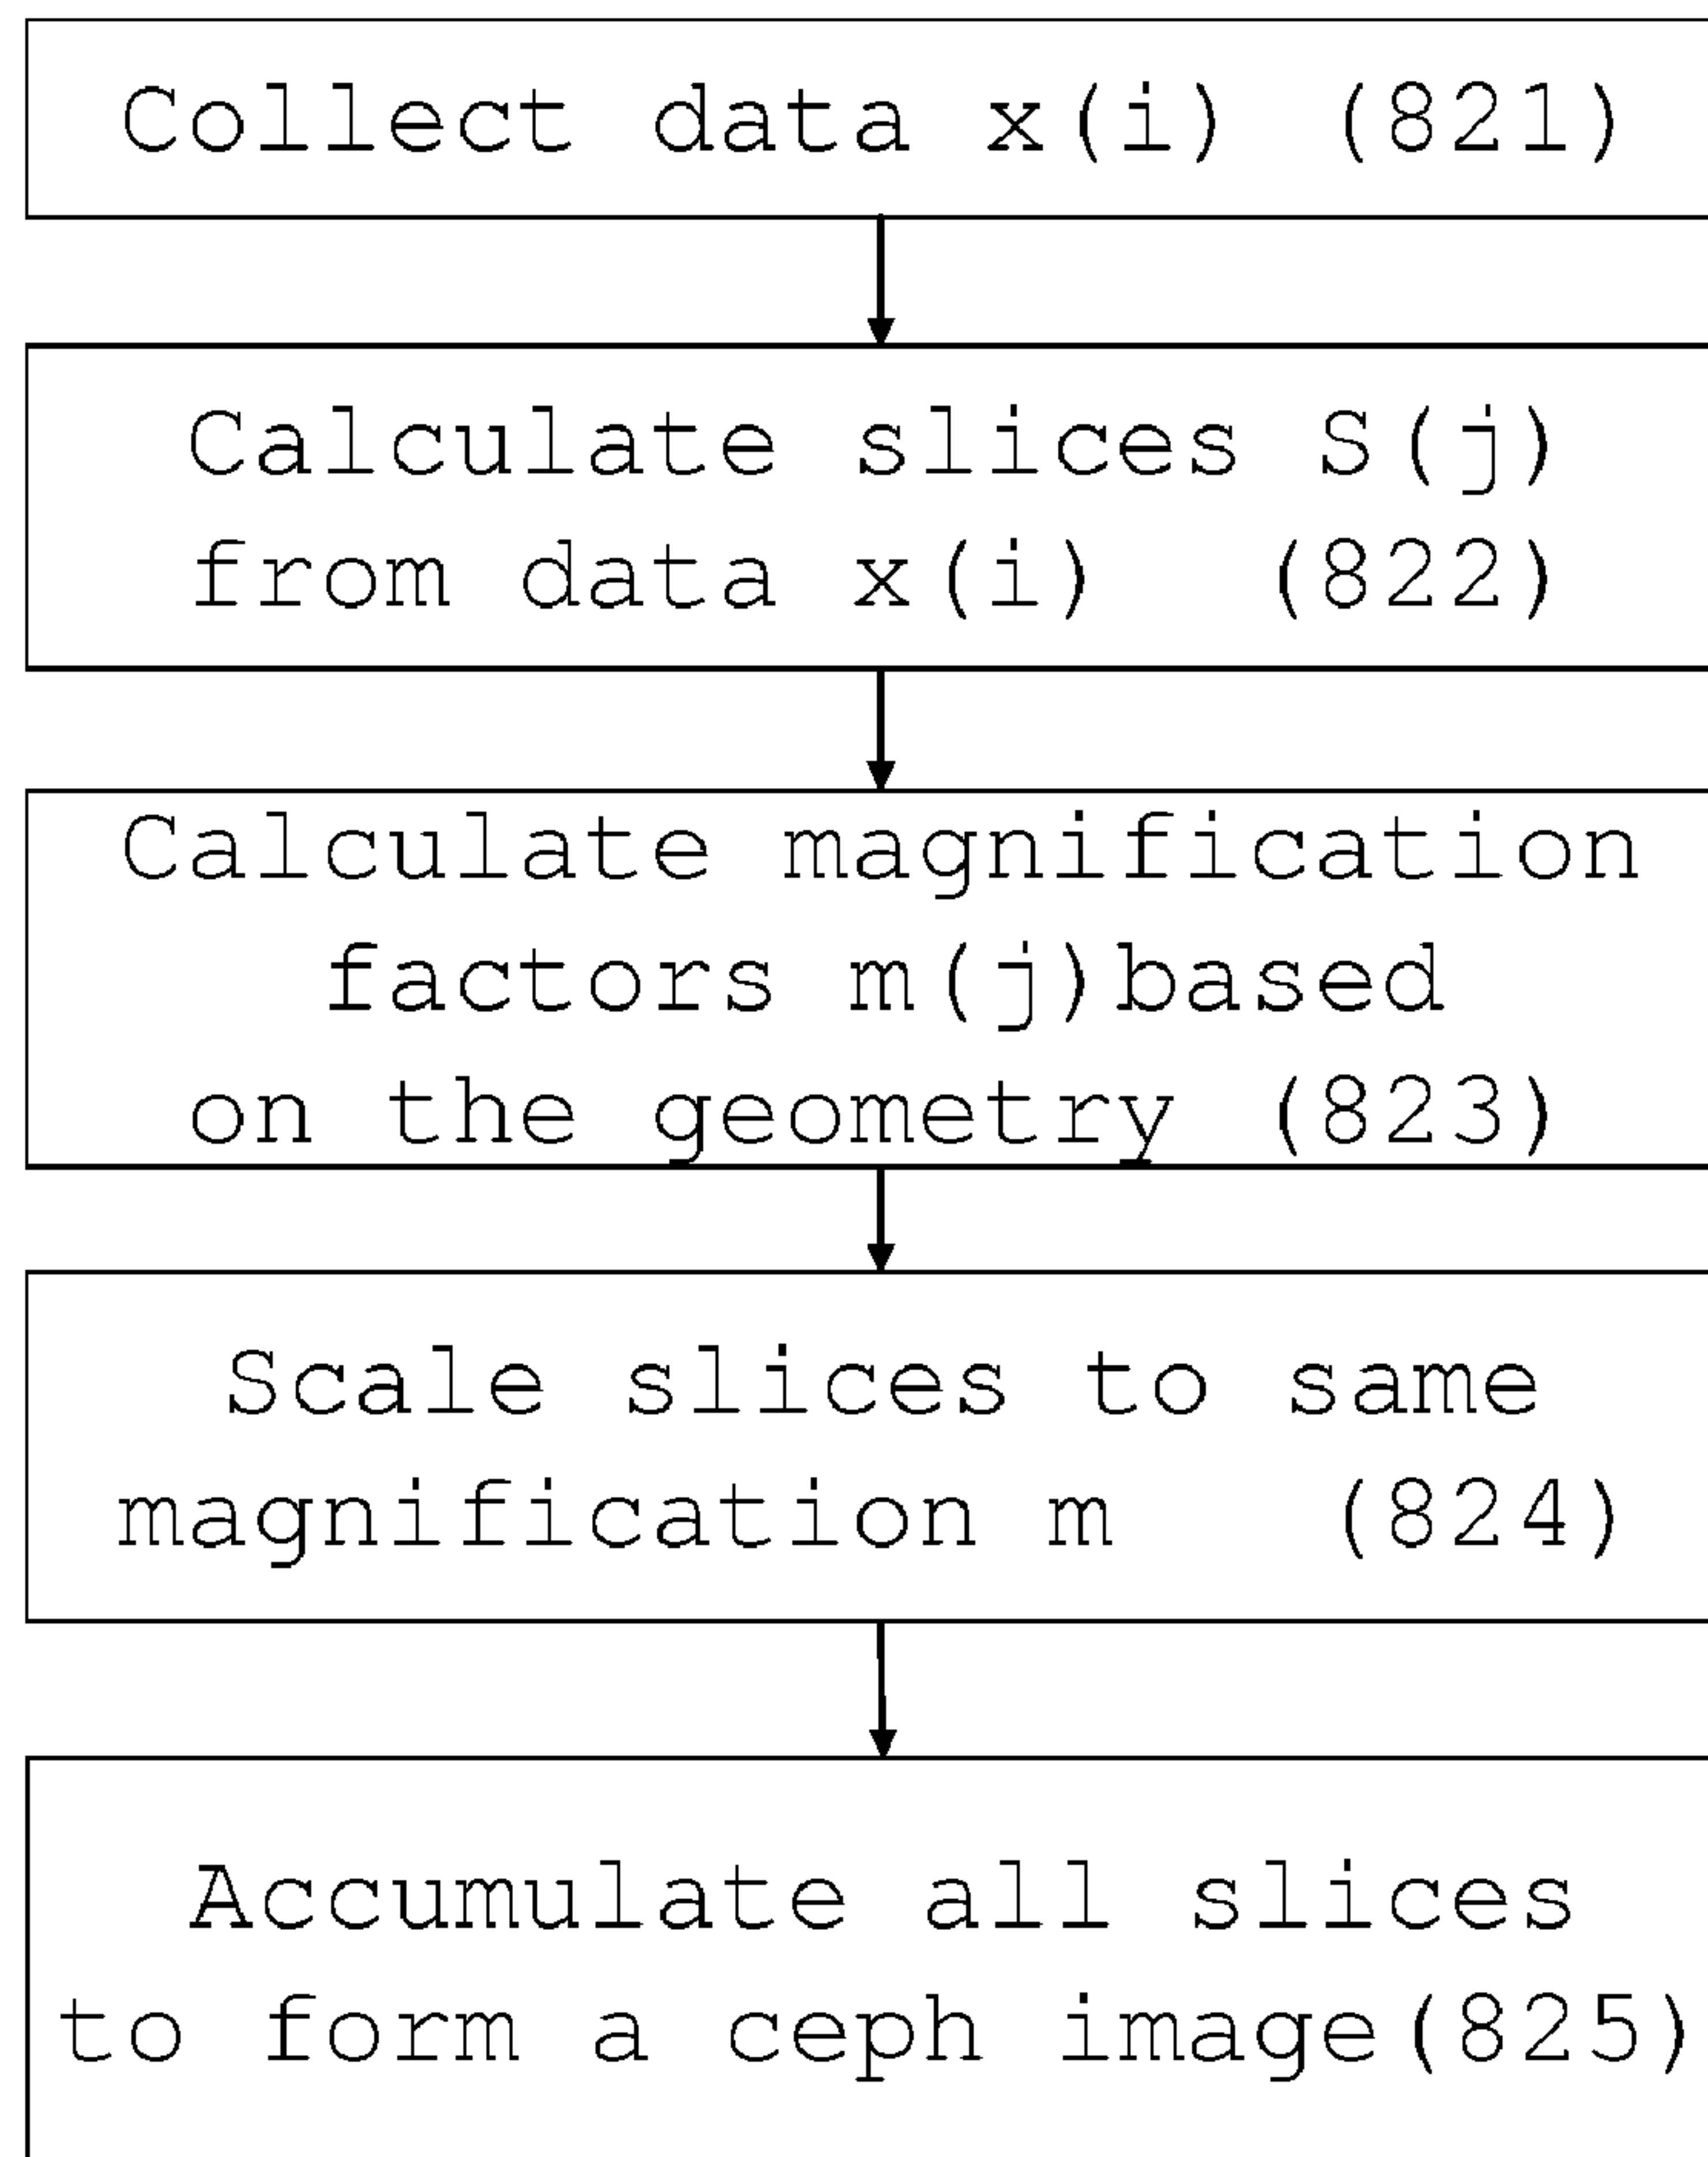 Collect data x(i) (821)
Calculate slices S(j)
from data x(i) (822)
Calculate magnification
factors m(j)based
on the geometry (823)
Scale slices to same
magnification m (824)
Accumulate all slices
to form a ceph image(825)